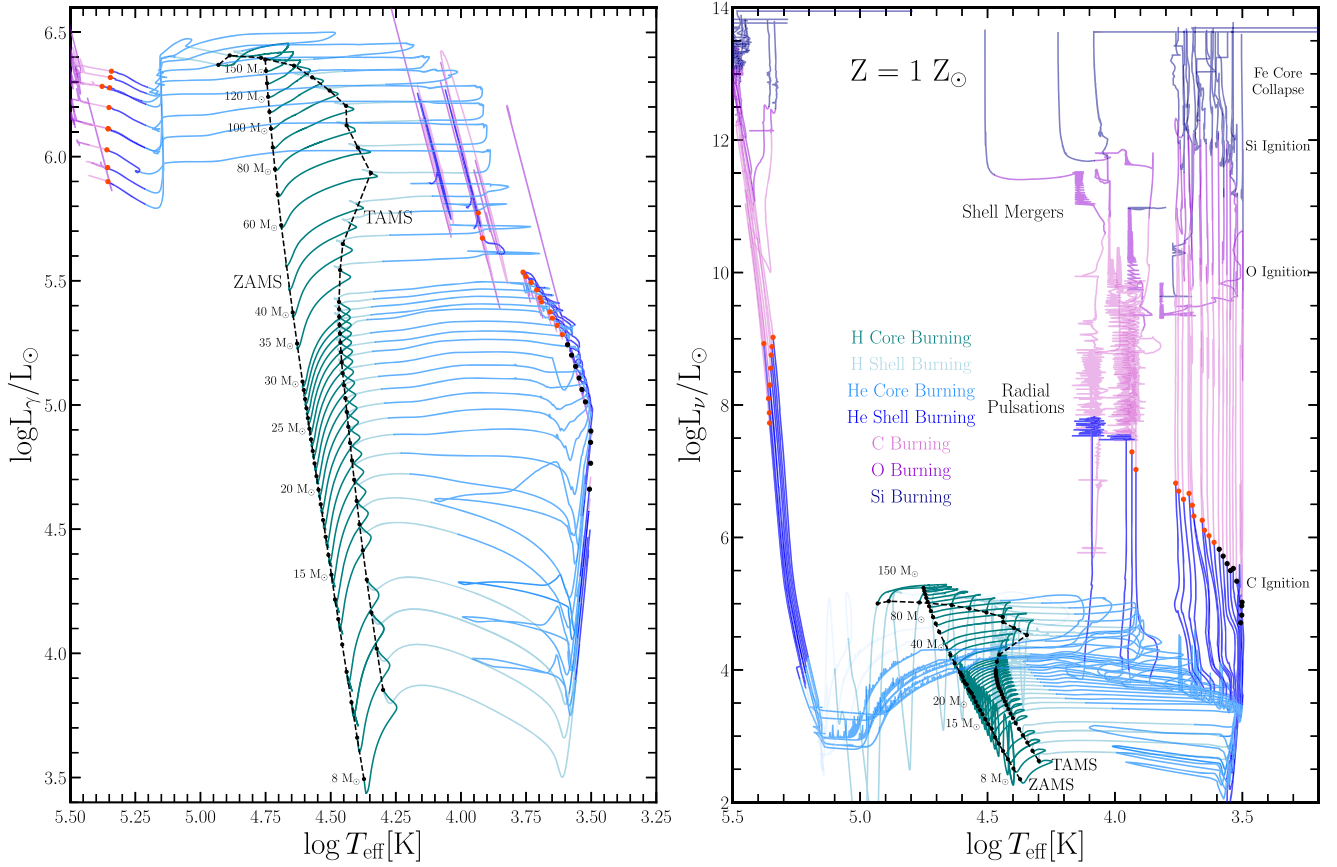 6.5
6.0
5.5
5.0
4.5
4.0
3.5
logL_γ/L_⊙
5.50 5.25 5.00 4.75 4.50 4.25 4.00 3.75 3.50 3.25
log T_eff[K]
150 M_⊙
120 M_⊙
100 M_⊙
80 M_⊙
60 M_⊙
40 M_⊙
35 M_⊙
30 M_⊙
25 M_⊙
20 M_⊙
15 M_⊙
8 M_⊙
ZAMS
TAMS
14
12
10
8
6
4
2
logL_ν/L_⊙
5.5 5.0 4.5 4.0 3.5
log T_eff[K]
Z = 1 Z_⊙
Fe Core
Collapse
Si Ignition
Shell Mergers
O Ignition
H Core Burning
H Shell Burning
He Core Burning
He Shell Burning
C Burning
O Burning
Si Burning
Radial
Pulsations
C Ignition
150 M_⊙
80 M_⊙
40 M_⊙
20 M_⊙
15 M_⊙
8 M_⊙
TAMS
ZAMS